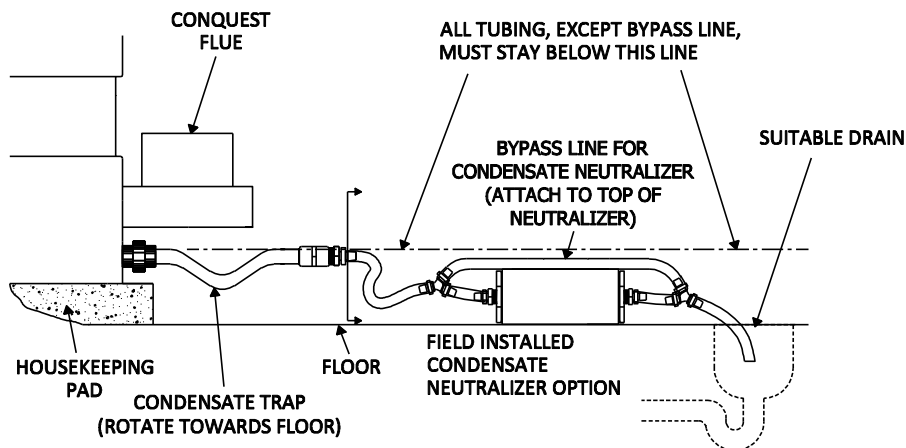 CONQUEST
FLUE
ALL TUBING, EXCEPT BYPASS LINE,
MUST STAY BELOW THIS LINE
BYPASS LINE FOR
CONDENSATE NEUTRALIZER
(ATTACH TO TOP OF
NEUTRALIZER)
SUITABLE DRAIN
HOUSEKEEPING
PAD
CONDENSATE TRAP
(ROTATE TOWARDS FLOOR)
FLOOR
FIELD INSTALLED
CONDENSATE
NEUTRALIZER OPTION